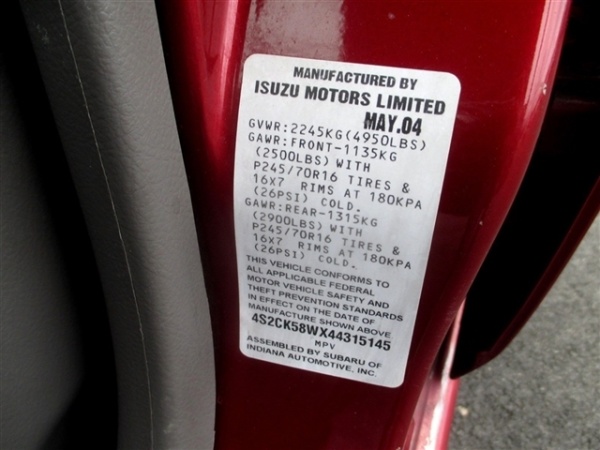 MANUFACTURED BY
ISUZU MOTORS LIMITED
MAY.04
GVWR:2245KG(4950LBS)
GAWR:FRONT-1135KG
(2500LBS) WITH
P245/70R16 TIRES &
16X7 RIMS AT 180KPA
(26PSI) COLD.
GAWR:REAR-1315KG
(2900LBS) WITH
P245/70R16 TIRES &
16X7 RIMS AT 180KPA
(26PSI) COLD.
THIS VEHICLE CONFORMS TO
ALL APPLICABLE FEDERAL
MOTOR VEHICLE SAFETY AND
THEFT PREVENTION STANDARDS
IN EFFECT ON THE DATE OF
MANUFACTURE SHOWN ABOVE
4S2CK58WX44315145
MPV
ASSEMBLED BY SUBARU OF
INDIANA AUTOMOTIVE, INC.